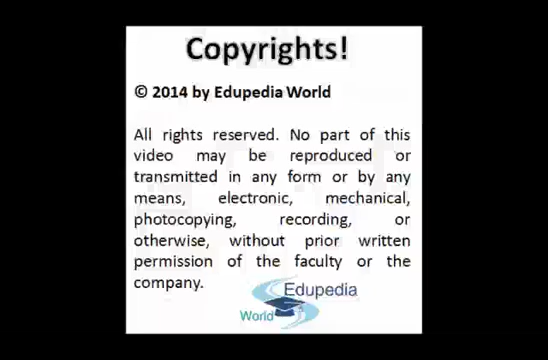 Copyrights!
© 2014 by Edupedia World
All rights reserved. No part of this
video may be reproduced or
transmitted in any form or by any
means, electronic, mechanical,
photocopying, recording, or
otherwise, without prior written
permission of the faculty or the
company.
Edupedia
World